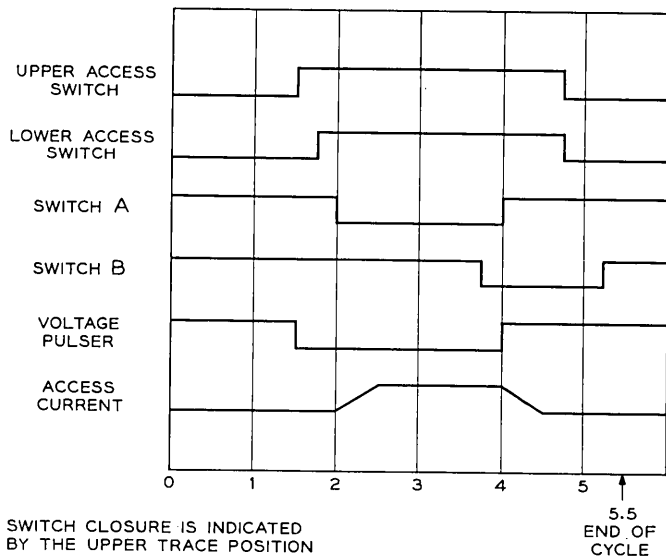 UPPER ACCESS
SWITCH
LOWER ACCESS
SWITCH
SWITCH A
SWITCH B
VOLTAGE
PULSER
ACCESS
CURRENT
0 1 2 3 4 5
5.5
END OF
CYCLE
SWITCH CLOSURE IS INDICATED
BY THE UPPER TRACE POSITION